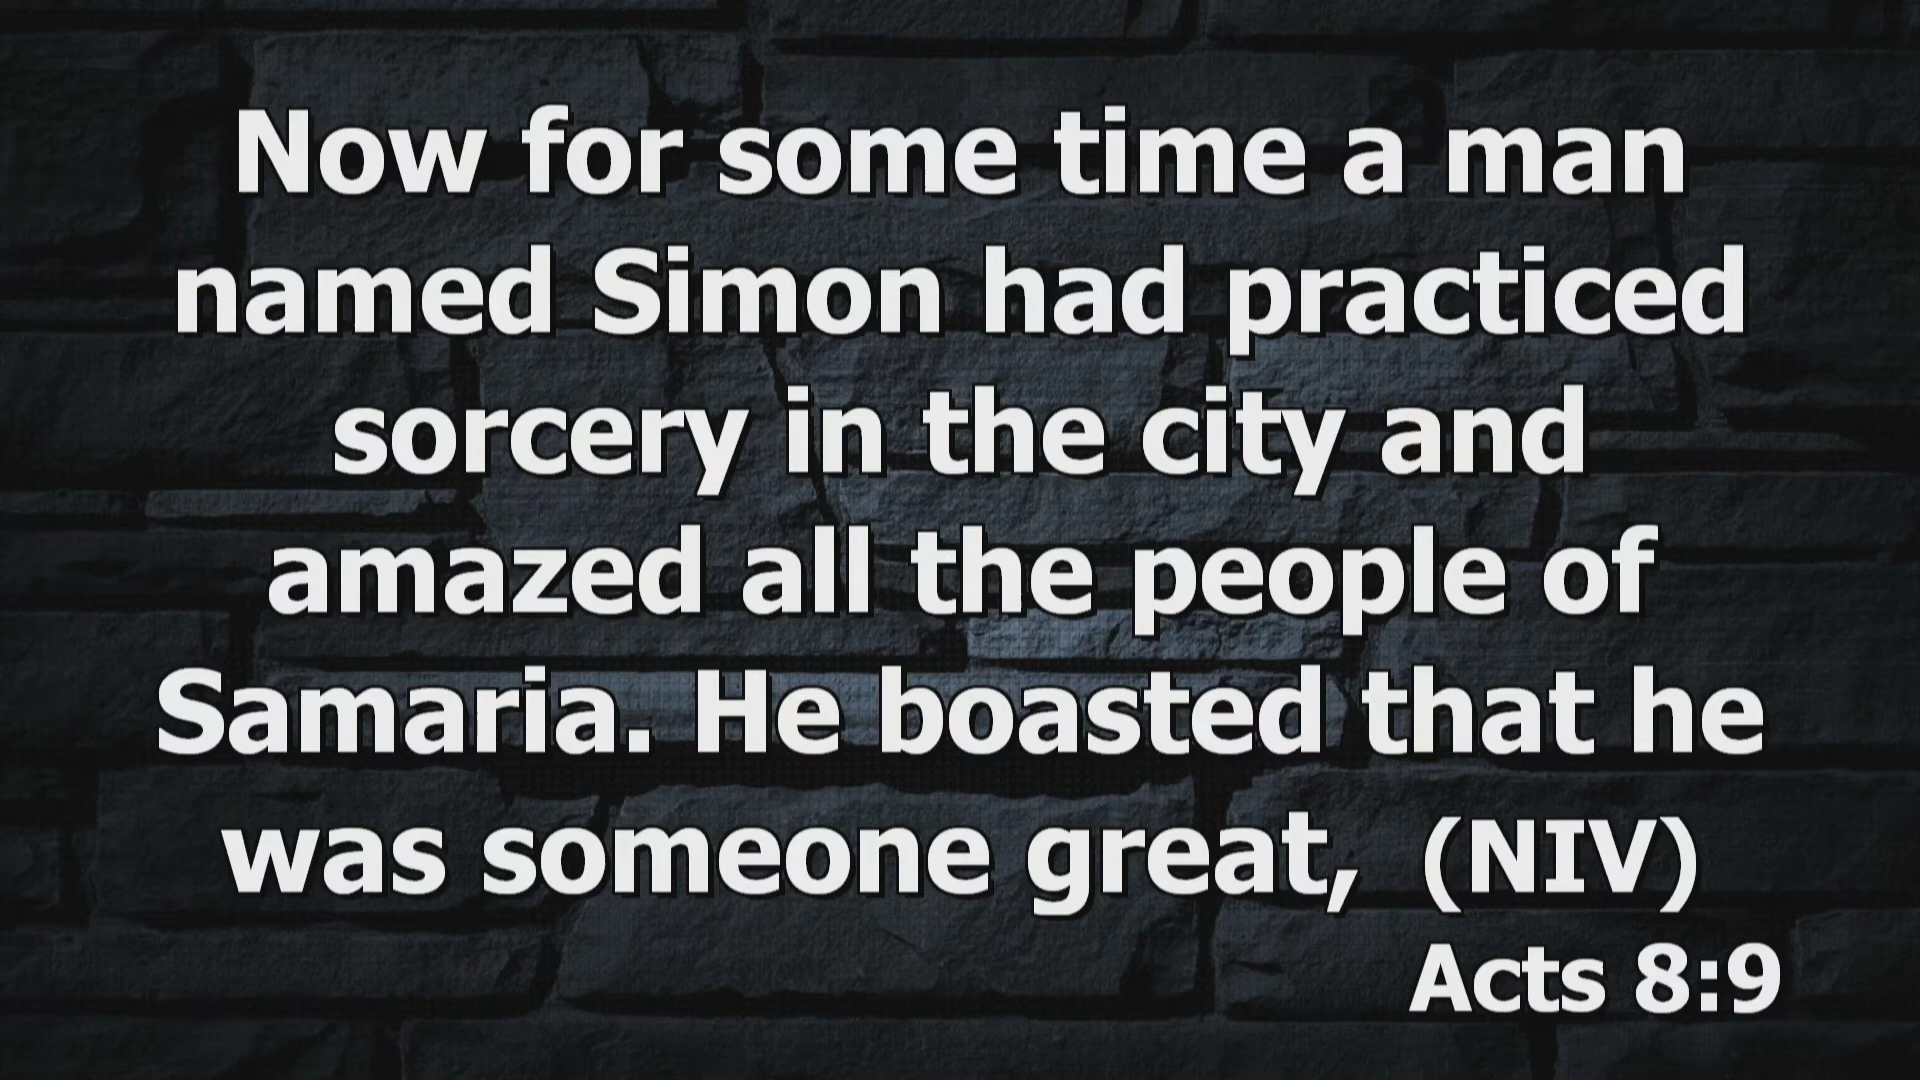 Now for some time a man
named Simon had practiced
sorcery in the city and
amazed all the people of
Samaria. He boasted that he
was someone great, (NIV)
Acts 8:9